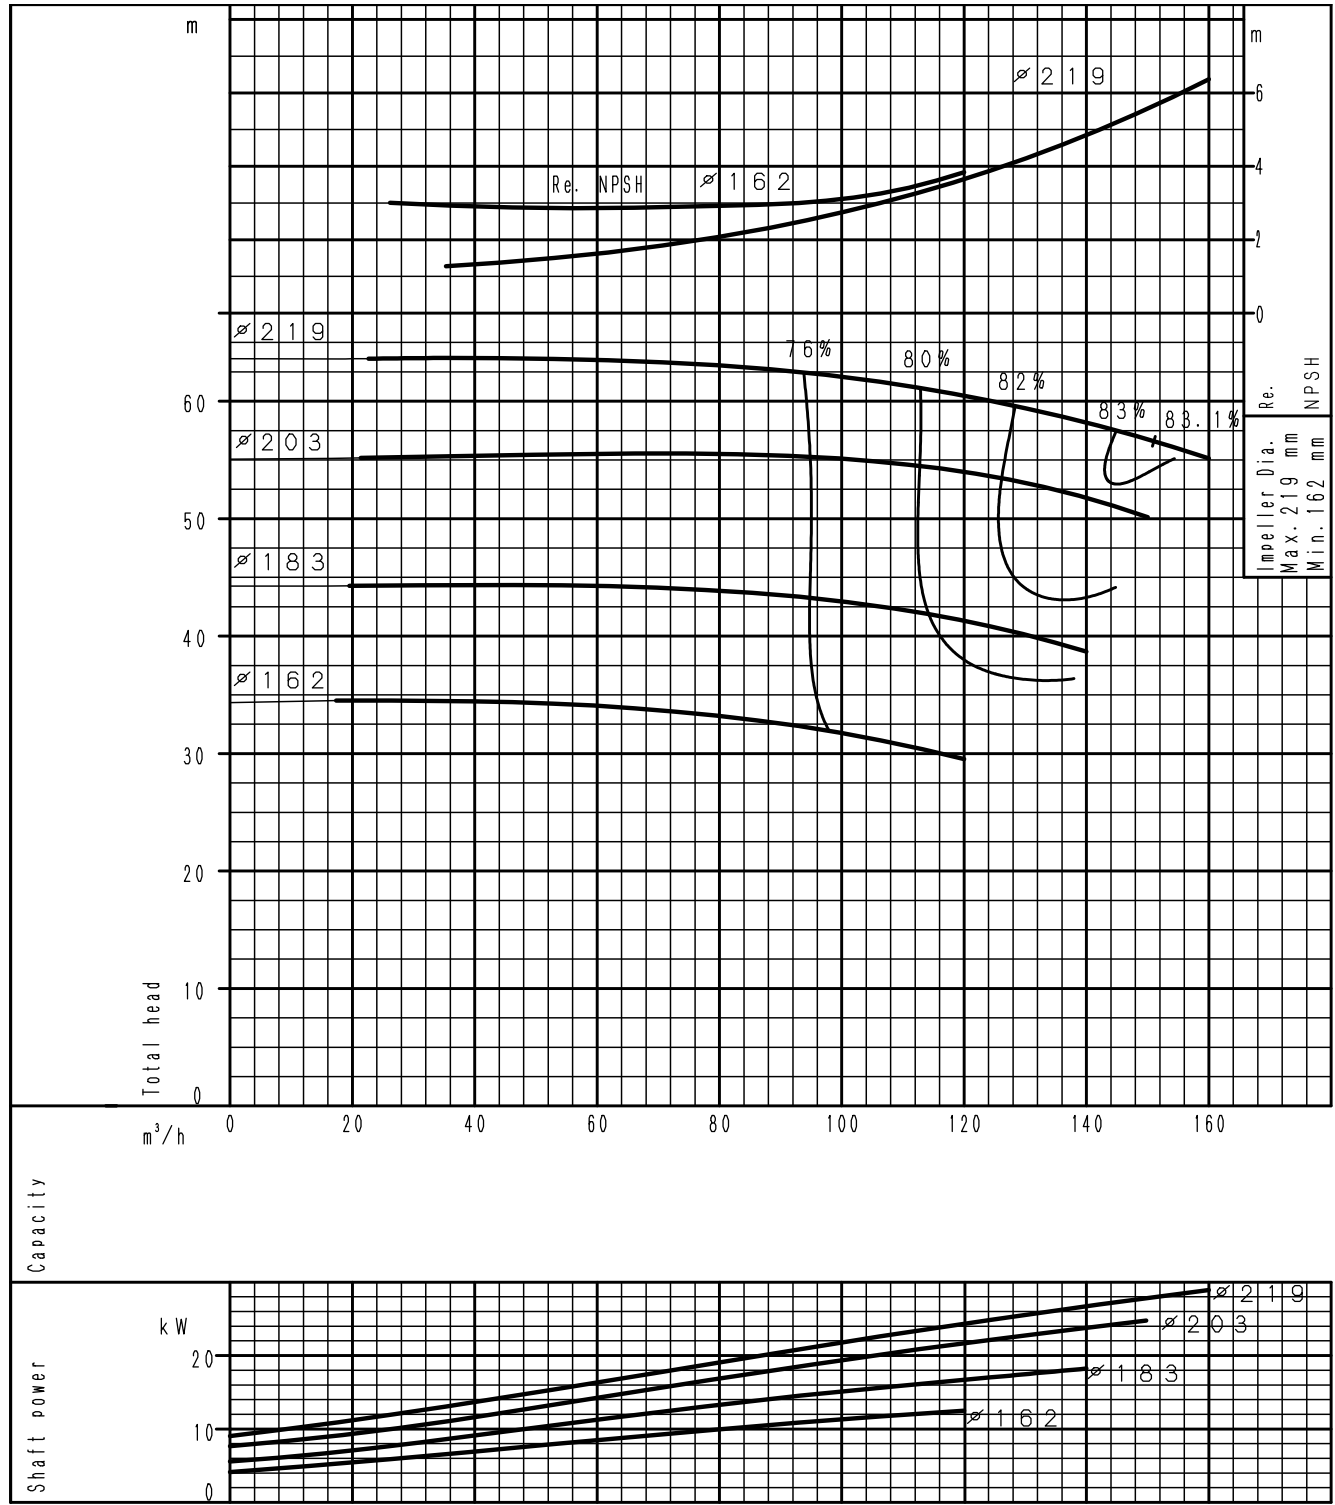 m
m
ø219
6
4
Re. NPSH
ø162
2
0
ø219
76%
80%
82%
83%
83.1%
Re.
NPSH
60
ø203
Impeller Dia.
Max. 219 mm
Min. 162 mm
50
ø183
40
ø162
30
20
10
Total head
0
m³/h
0
20
40
60
80
100
120
140
160
Capacity
kW
ø219
ø203
20
ø183
10
ø162
0
Shaft power